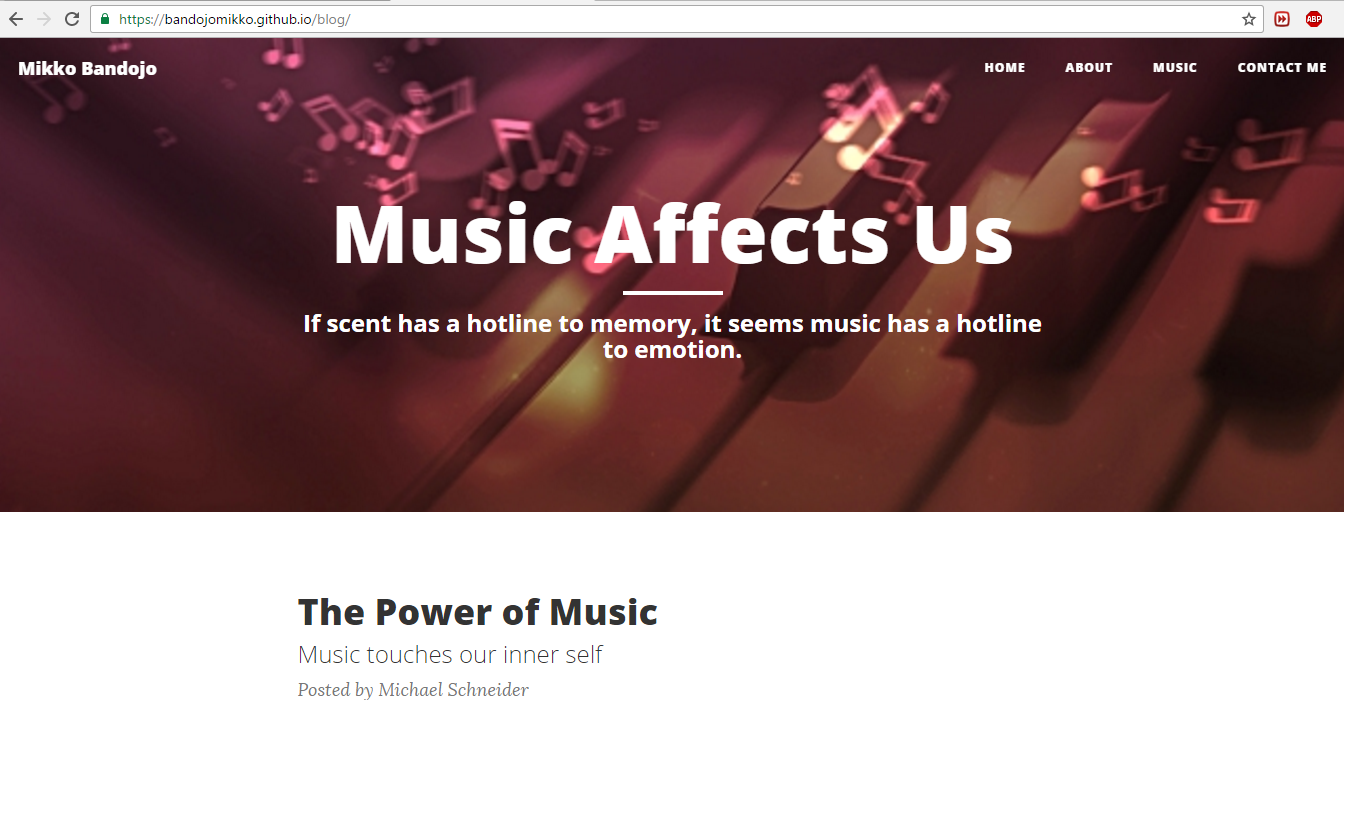 https://bandojomikko.github.io/blog/
ABP
Mikko Bandojo
HOME ABOUT MUSIC CONTACT ME
Music Affects Us
If scent has a hotline to memory, it seems music has a hotline
to emotion.
The Power of Music
Music touches our inner self
Posted by Michael Schneider